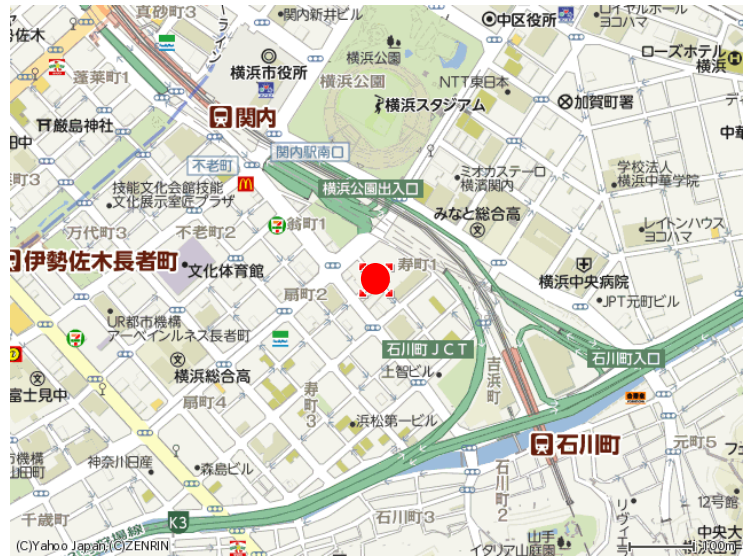 真砂町3
関内新井ビル
中区役所
ロイヤルホール
ヨコハマ
ローズホテル
横浜
蓬莱町1
横浜市役所
横浜公園
横浜公園
NTT東日本
横浜スタジアム
加賀町署
厳島神社
関内
関内駅南口
不老町
技能文化会館技能
文化展示室匠プラザ
横浜公園出入口
ミオカステーロ
横濱関内
学校法人
横浜中華学院
みなと総合高
レイトンハウス
ヨコハマ
万代町3
不老町2
翁町1
伊勢佐木長者町
文化体育館
寿町1
扇町2
横浜中央病院
JPT元町ビル
UR都市機構
アーベインルネス長者町
石川町JCT
石川町入口
吉浜町
横浜総合高
上智ビル
富士見中
扇町4
寿町3
浜松第一ビル
石川町
元町5
神奈川日産
森島ビル
石川町2
12号館
千歳町
K3
石川町3
山手
イタリア山庭園
中央大
(C)Yahoo Japan,(C)ZENRIN
100m